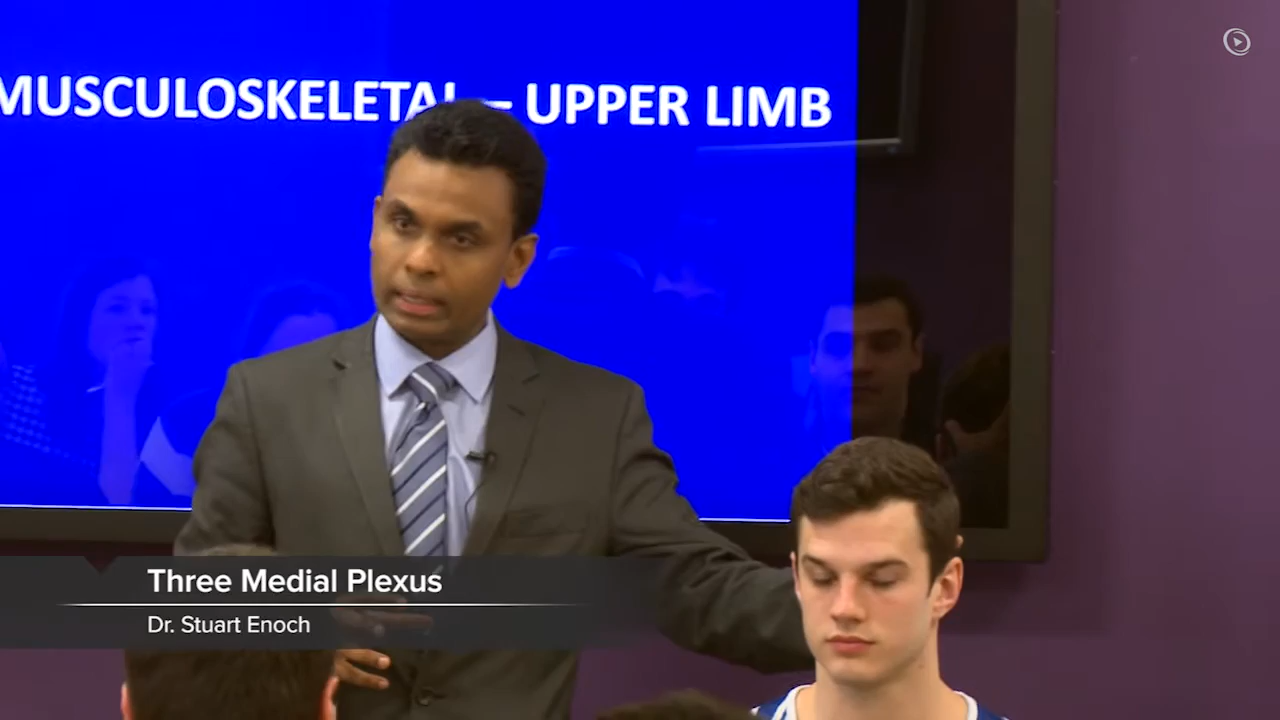 MUSCULOSKELETAL – UPPER LIMB
Three Medial Plexus
Dr. Stuart Enoch